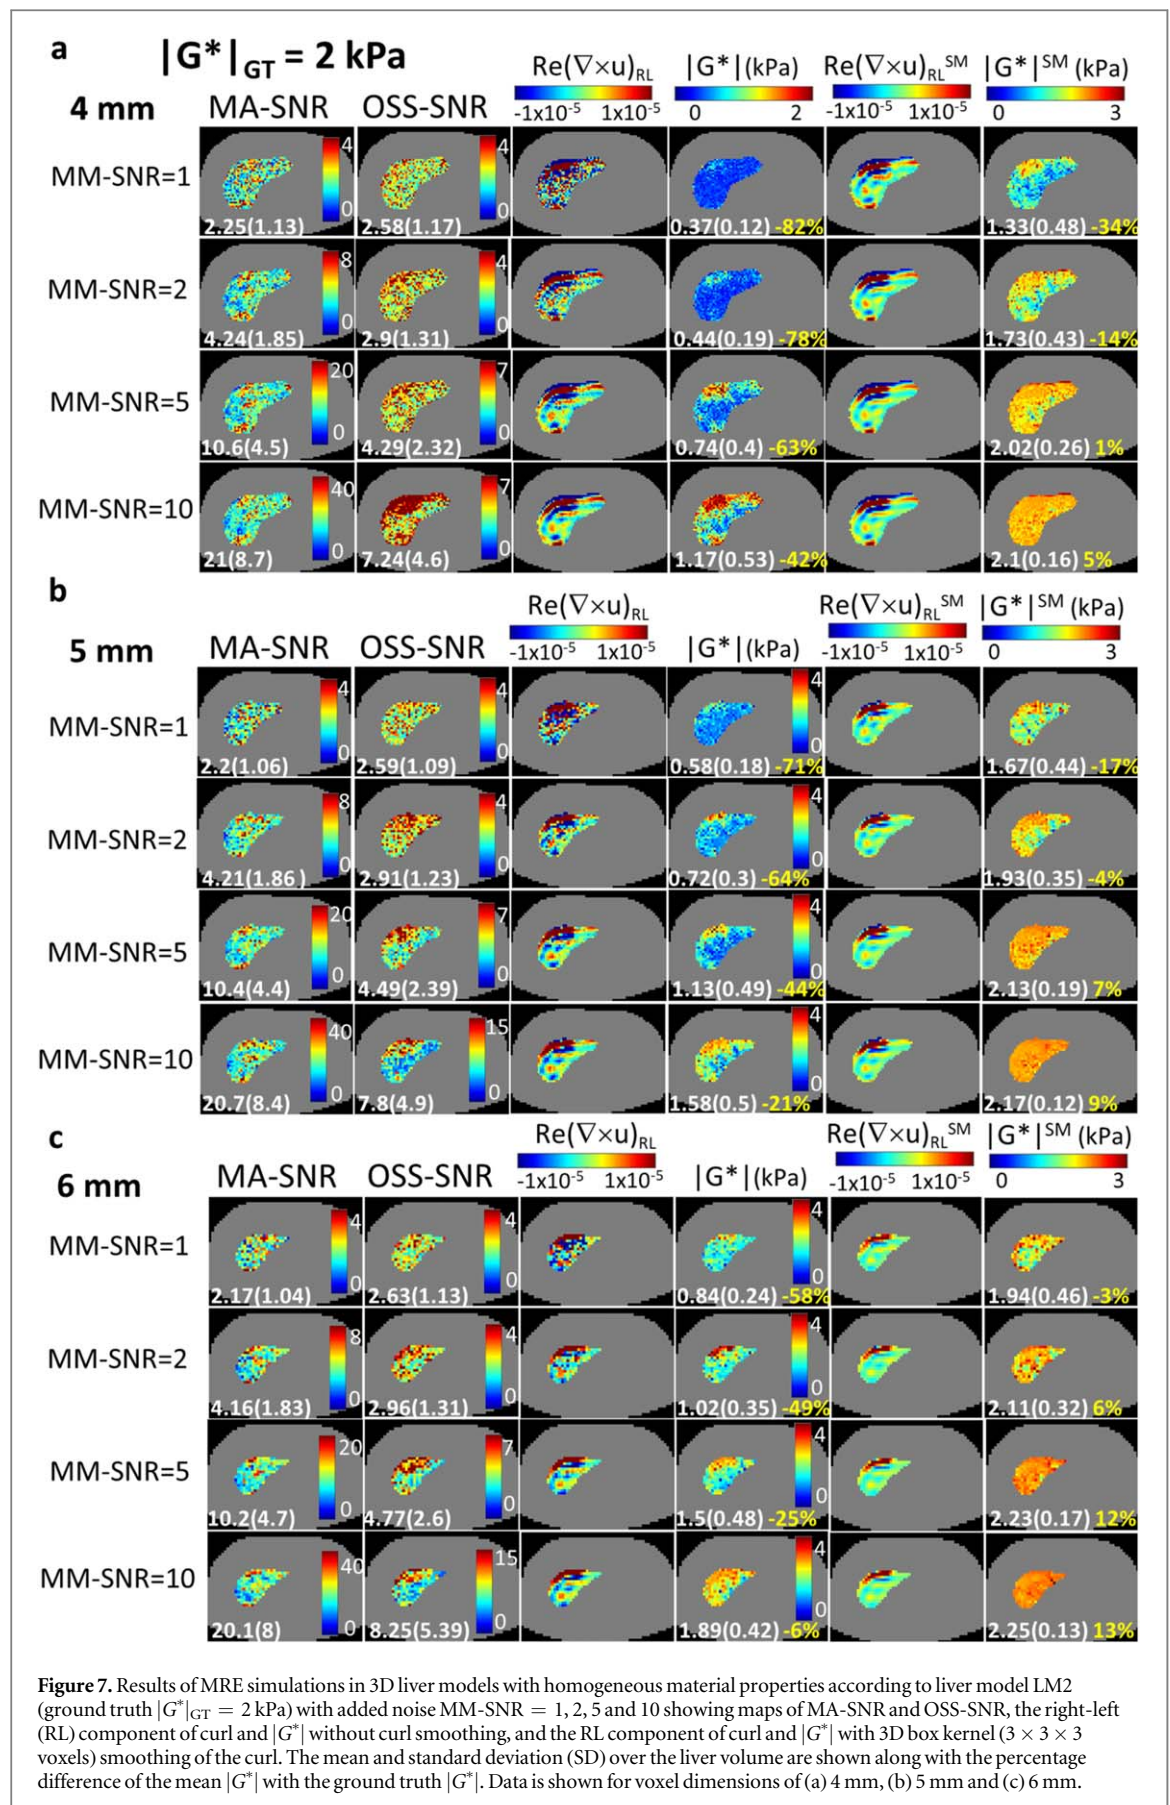 a
|G*|GT = 2 kPa
4 mm
MA-SNR OSS-SNR Re(∇×u)RL |G*|(kPa) Re(∇×u)RL^SM |G*|^SM (kPa)
-1x10^-5 1x10^-5 0 2 -1x10^-5 1x10^-5 0 3
MM-SNR=1 4 0 4 0
2.25(1.13) 2.58(1.17) 0.37(0.12) -82% 1.33(0.48) -34%
MM-SNR=2 8 0 4 0
4.24(1.85) 2.9(1.31) 0.44(0.19) -78% 1.73(0.43) -14%
MM-SNR=5 20 0 7 0
10.6(4.5) 4.29(2.32) 0.74(0.4) -63% 2.02(0.26) 1%
MM-SNR=10 40 0 7 0
21(8.7) 7.24(4.6) 1.17(0.53) -42% 2.1(0.16) 5%
b
5 mm
MA-SNR OSS-SNR Re(∇×u)RL |G*|(kPa) Re(∇×u)RL^SM |G*|^SM (kPa)
-1x10^-5 1x10^-5 -1x10^-5 1x10^-5 0 3
MM-SNR=1 4 0 4 0 4 0
2.2(1.06) 2.59(1.09) 0.58(0.18) -71% 1.67(0.44) -17%
MM-SNR=2 8 0 4 0 4 0
4.21(1.86) 2.91(1.23) 0.72(0.3) -64% 1.93(0.35) -4%
MM-SNR=5 20 0 7 0 4 0
10.4(4.4) 4.49(2.39) 1.13(0.49) -44% 2.13(0.19) 7%
MM-SNR=10 40 0 15 0 4 0
20.7(8.4) 7.8(4.9) 1.58(0.5) -21% 2.17(0.12) 9%
c
6 mm
MA-SNR OSS-SNR Re(∇×u)RL |G*|(kPa) Re(∇×u)RL^SM |G*|^SM (kPa)
-1x10^-5 1x10^-5 -1x10^-5 1x10^-5 0 3
MM-SNR=1 4 0 4 0 4 0
2.17(1.04) 2.63(1.13) 0.84(0.24) -58% 1.94(0.46) -3%
MM-SNR=2 8 0 4 0 4 0
4.16(1.83) 2.96(1.31) 1.02(0.35) -49% 2.11(0.32) 6%
MM-SNR=5 20 0 7 0 4 0
10.2(4.7) 4.77(2.6) 1.5(0.48) -25% 2.23(0.17) 12%
MM-SNR=10 40 0 15 0 4 0
20.1(8) 8.25(5.39) 1.89(0.42) -6% 2.25(0.13) 13%
Figure 7. Results of MRE simulations in 3D liver models with homogeneous material properties according to liver model LM2
(ground truth |G*|GT = 2 kPa) with added noise MM-SNR = 1, 2, 5 and 10 showing maps of MA-SNR and OSS-SNR, the right-left
(RL) component of curl and |G*| without curl smoothing, and the RL component of curl and |G*| with 3D box kernel (3 × 3 × 3
voxels) smoothing of the curl. The mean and standard deviation (SD) over the liver volume are shown along with the percentage
difference of the mean |G*| with the ground truth |G*|. Data is shown for voxel dimensions of (a) 4 mm, (b) 5 mm and (c) 6 mm.